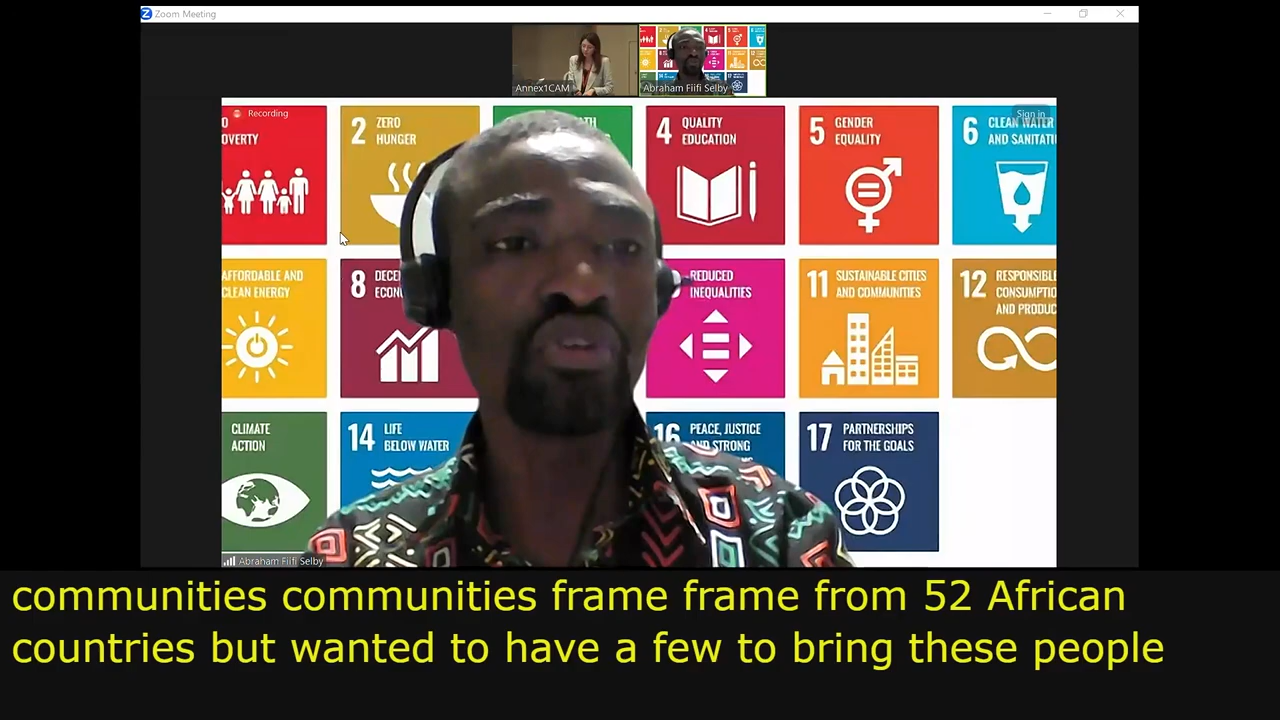 Zoom Meeting
Annex1CAM
Abraham Fiifi Selby
Recording
Sign in
OVERTY
2 ZERO
HUNGER
4 QUALITY
EDUCATION
5 GENDER
EQUALITY
6 CLEAN WATER
AND SANITATI
AFFORDABLE AND
CLEAN ENERGY
8 DECE
ECON
REDUCED
INEQUALITIES
11 SUSTAINABLE CITIES
AND COMMUNITIES
12 RESPONSIBLE
CONSUMPTIO
AND PRODUC
CLIMATE
ACTION
14 LIFE
BELOW WATER
16 PEACE, JUSTICE
AND STRONG
17 PARTNERSHIPS
FOR THE GOALS
Abraham Fiifi Selby
communities communities frame frame from 52 African
countries but wanted to have a few to bring these people